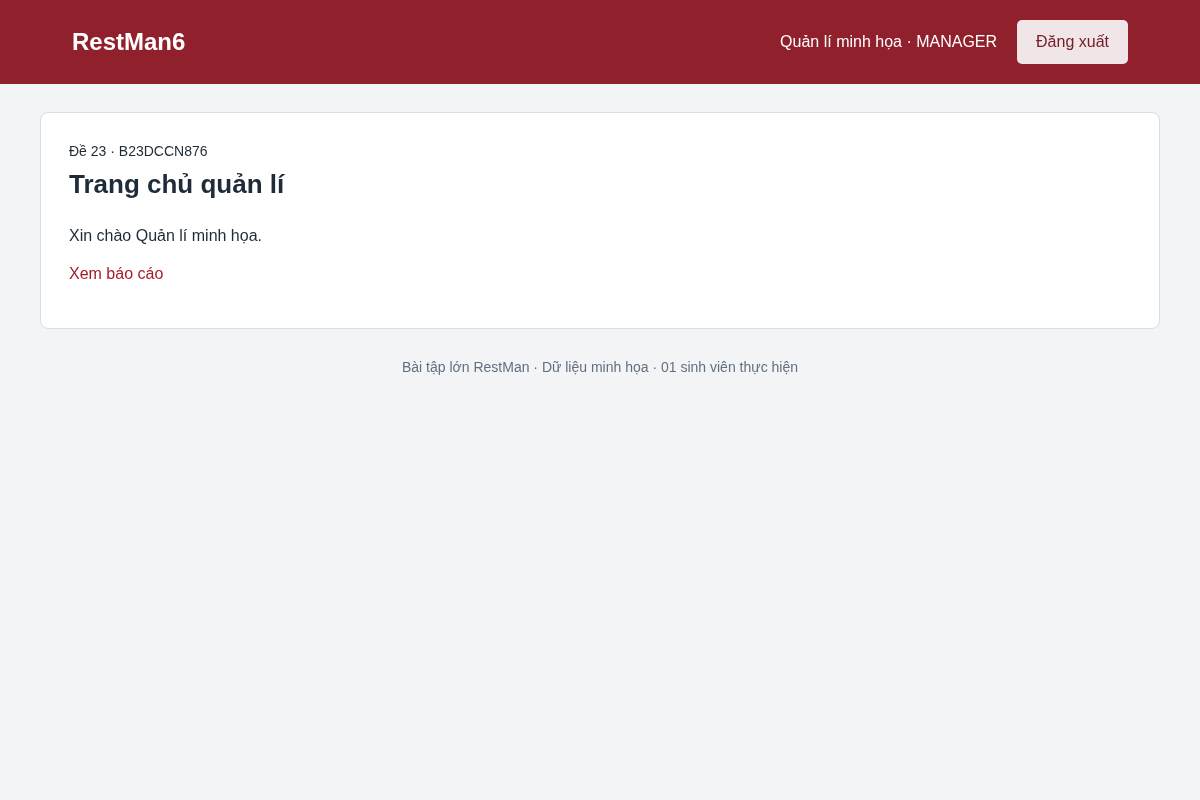 RestMan6
Quản lí minh họa · MANAGER
Đăng xuất
Đề 23 · B23DCCN876
Trang chủ quản lí
Xin chào Quản lí minh họa.
Xem báo cáo
Bài tập lớn RestMan · Dữ liệu minh họa · 01 sinh viên thực hiện